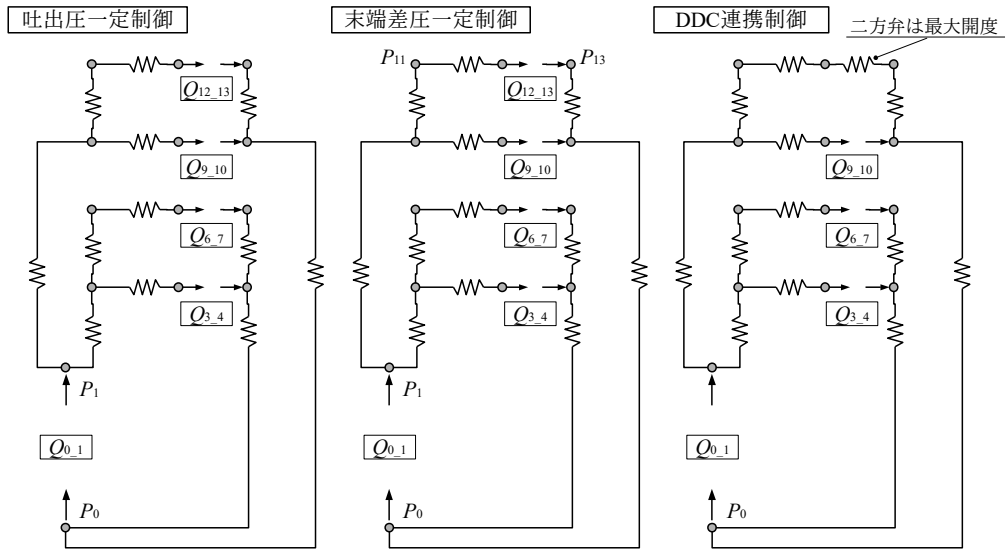 吐出圧一定制御
Q12_13
Q9_10
Q6_7
Q3_4
P1
Q0_1
P0
末端差圧一定制御
P11
P13
Q12_13
Q9_10
Q6_7
Q3_4
P1
Q0_1
P0
DDC連携制御
二方弁は最大開度
Q9_10
Q6_7
Q3_4
Q0_1
P0